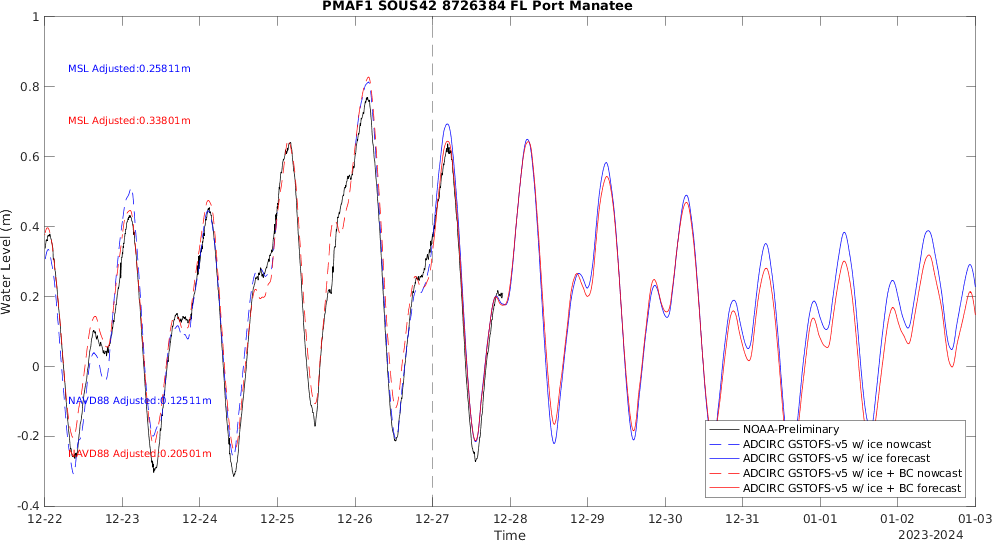 PMAF1 SOUS42 8726384 FL Port Manatee
1
0.8
0.6
0.4
0.2
0
-0.2
-0.4
Water Level (m)
MSL Adjusted:0.25811m
MSL Adjusted:0.33801m
NAVD88 Adjusted:0.12511m
NAVD88 Adjusted:0.20501m
NOAA-Preliminary
ADCIRC GSTOFS-v5 w/ ice nowcast
ADCIRC GSTOFS-v5 w/ ice forecast
ADCIRC GSTOFS-v5 w/ ice + BC nowcast
ADCIRC GSTOFS-v5 w/ ice + BC forecast
12-22 12-23 12-24 12-25 12-26 12-27 12-28 12-29 12-30 12-31 01-01 01-02 01-03
Time
2023-2024